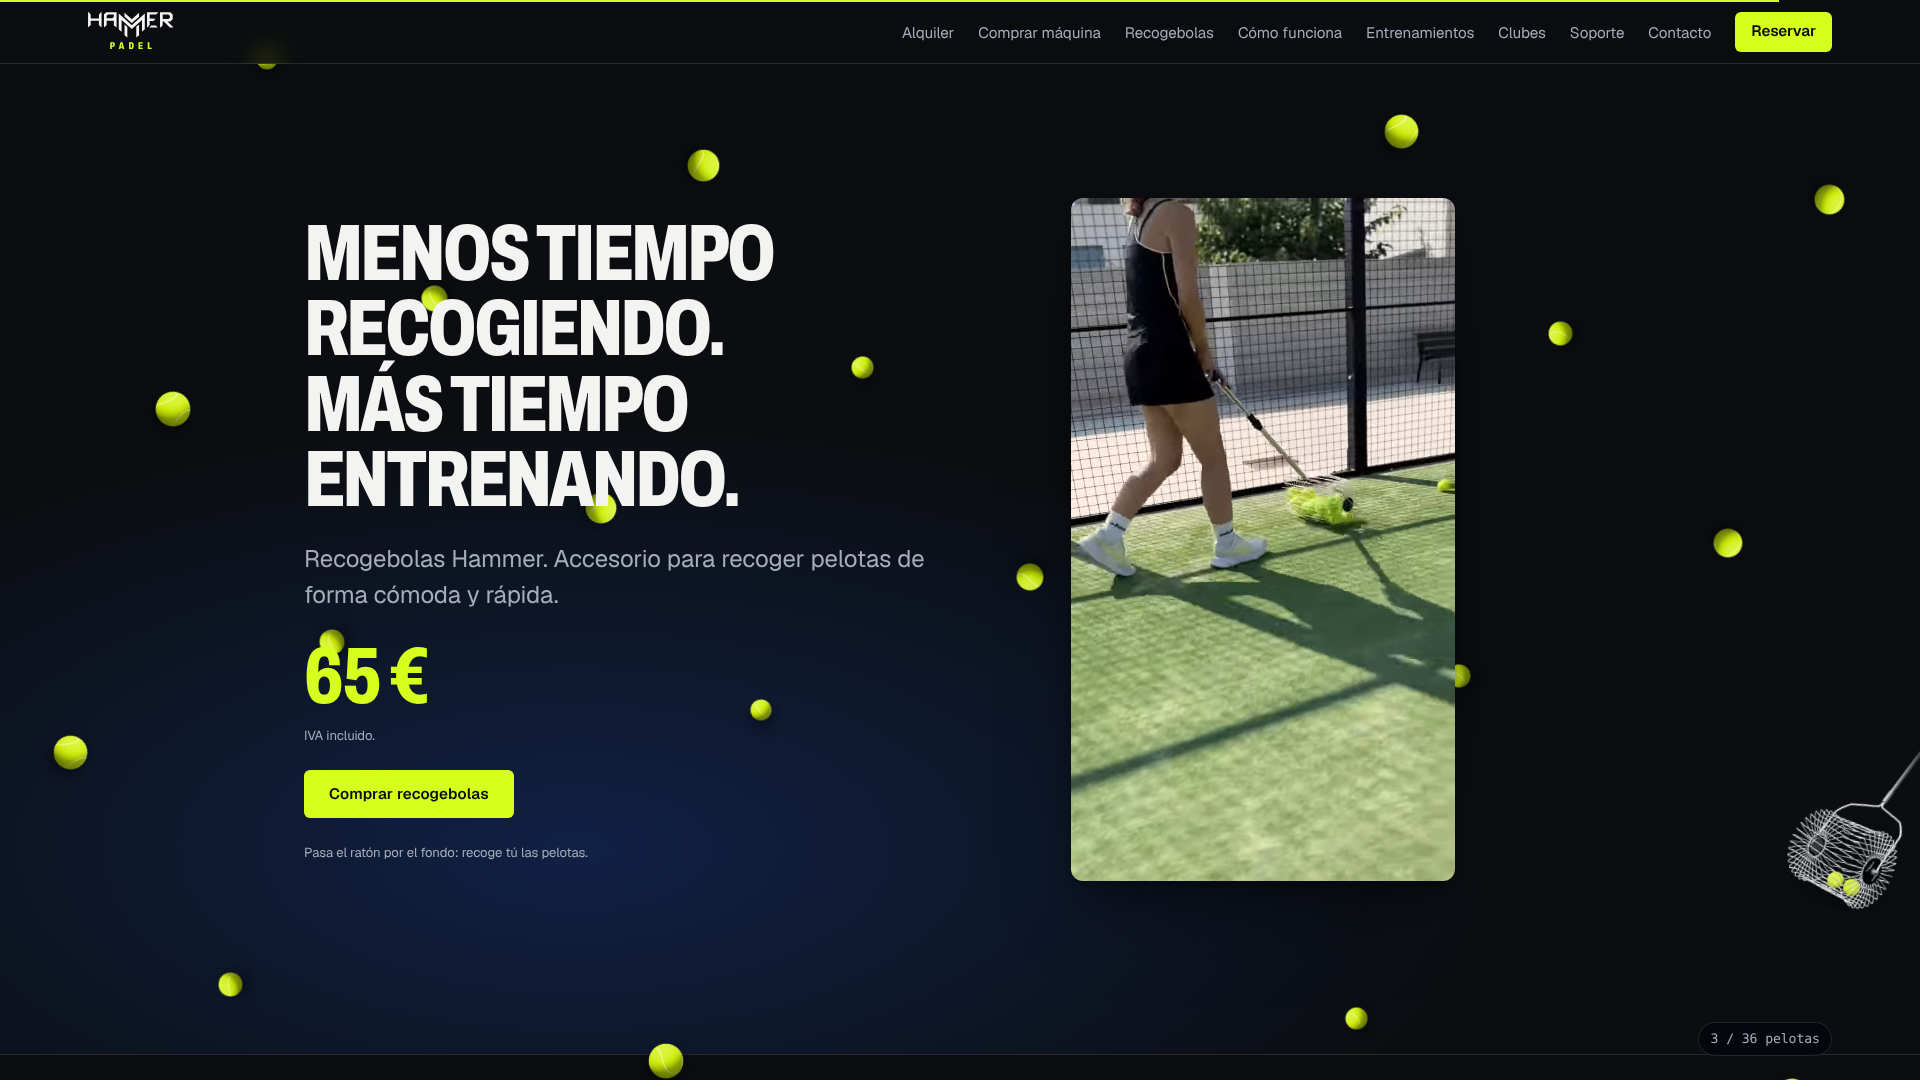 HAMMER
PADEL
Alquiler
Comprar máquina
Recogebolas
Cómo funciona
Entrenamientos
Clubes
Soporte
Contacto
Reservar
MENOS TIEMPO
RECOGIENDO.
MÁS TIEMPO
ENTRENANDO.
Recogebolas Hammer. Accesorio para recoger pelotas de
forma cómoda y rápida.
65 €
IVA incluido.
Comprar recogebolas
Pasa el ratón por el fondo: recoge tú las pelotas.
3 / 36 pelotas